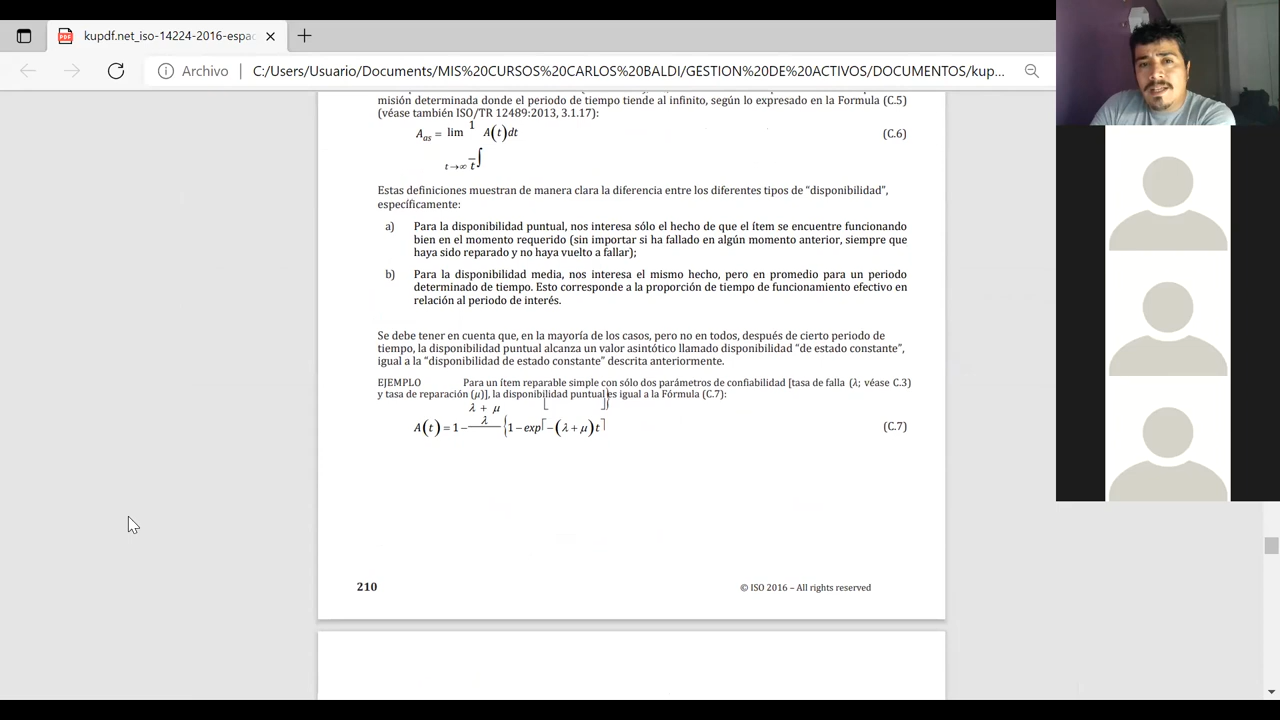 kupdf.net_iso-14224-2016-espac
Archivo
C:/Users/Usuario/Documents/MIS%20CURSOS%20CARLOS%20BALDI/GESTION%20DE%20ACTIVOS/DOCUMENTOS/kup...
misión determinada donde el periodo de tiempo tiende al infinito, según lo expresado en la Formula (C.5)
(véase también ISO/TR 12489:2013, 3.1.17):
A_as = lim 1 A(t)dt (C.6)
t→∞ t ∫
Estas definiciones muestran de manera clara la diferencia entre los diferentes tipos de “disponibilidad”,
específicamente:
a) Para la disponibilidad puntual, nos interesa sólo el hecho de que el ítem se encuentre funcionando
bien en el momento requerido (sin importar si ha fallado en algún momento anterior, siempre que
haya sido reparado y no haya vuelto a fallar);
b) Para la disponibilidad media, nos interesa el mismo hecho, pero en promedio para un periodo
determinado de tiempo. Esto corresponde a la proporción de tiempo de funcionamiento efectivo en
relación al periodo de interés.
Se debe tener en cuenta que, en la mayoría de los casos, pero no en todos, después de cierto periodo de
tiempo, la disponibilidad puntual alcanza un valor asintótico llamado disponibilidad “de estado constante”,
igual a la “disponibilidad de estado constante” descrita anteriormente.
EJEMPLO Para un ítem reparable simple con sólo dos parámetros de confiabilidad [tasa de falla (λ; véase C.3)
y tasa de reparación (μ)], la disponibilidad puntual es igual a la Fórmula (C.7):
λ + μ
A(t) = 1 − λ {1 − exp[−(λ + μ)t] (C.7)
210 © ISO 2016 – All rights reserved